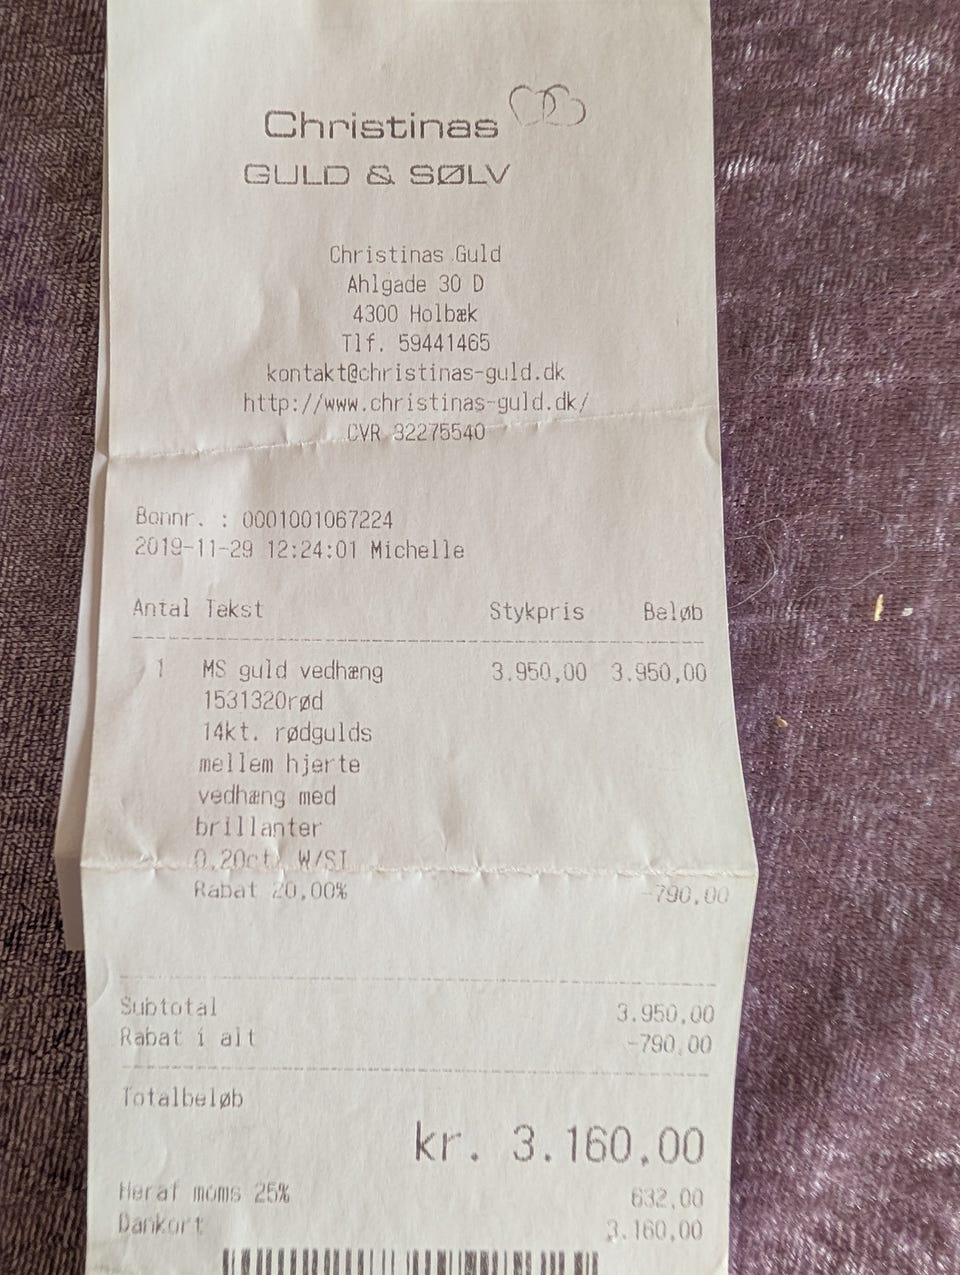 Christinas
GULD & SØLV
Christinas Guld
Ahlgade 30 D
4300 Holbæk
Tlf. 59441465
kontakt@christinas-guld.dk
http://www.christinas-guld.dk/
CVR 32275540
Bonnr. : 0001001067224
2019-11-29 12:24:01 Michelle
Antal Tekst Stykpris Beløb
1 MS guld vedhæng 3.950,00 3.950,00
1531320rød
14kt. rødgulds
mellem hjerte
vedhæng med
brillanter
0,20ct. W/SI
Rabat 20,00% -790,00
Subtotal 3.950,00
Rabat i alt -790,00
Totalbeløb
kr. 3.160,00
Heraf moms 25% 632,00
Dankort 3.160,00